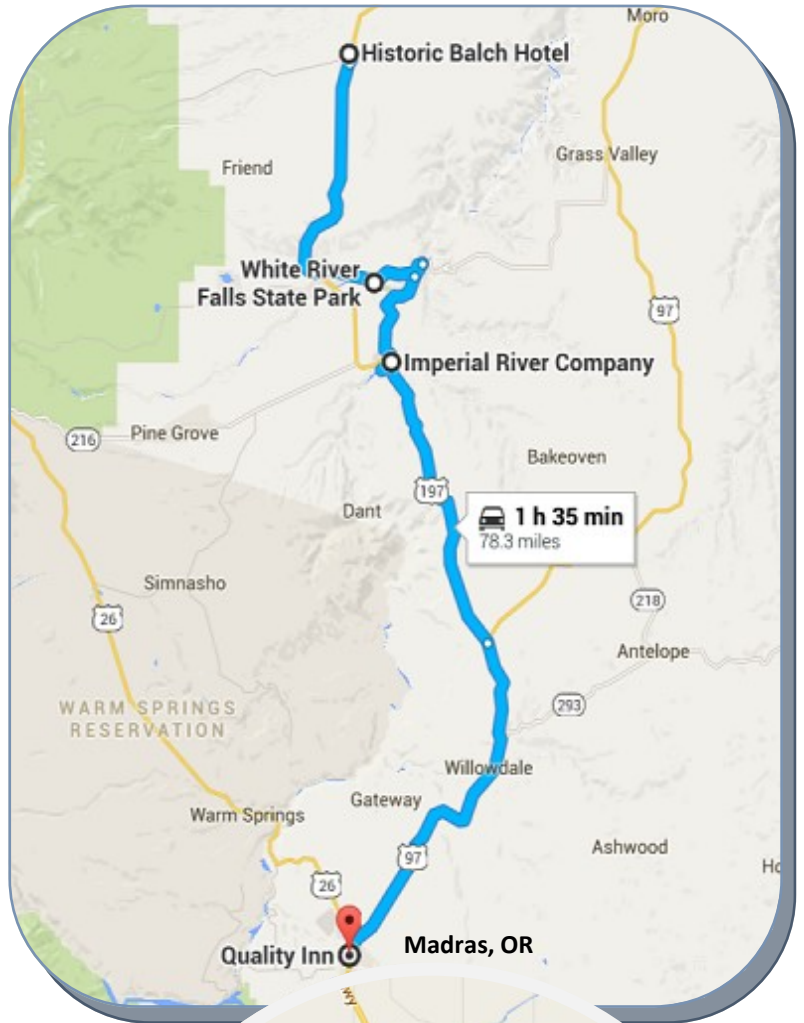 Moro
Historic Balch Hotel
Grass Valley
Friend
White River
Falls State Park
97
Imperial River Company
216
Pine Grove
Bakeoven
197
Dant
1 h 35 min
78.3 miles
Simnasho
218
26
Antelope
WARM SPRINGS
RESERVATION
293
Willowdale
Gateway
Warm Springs
Ashwood
97
Ho
26
Quality Inn
Madras, OR